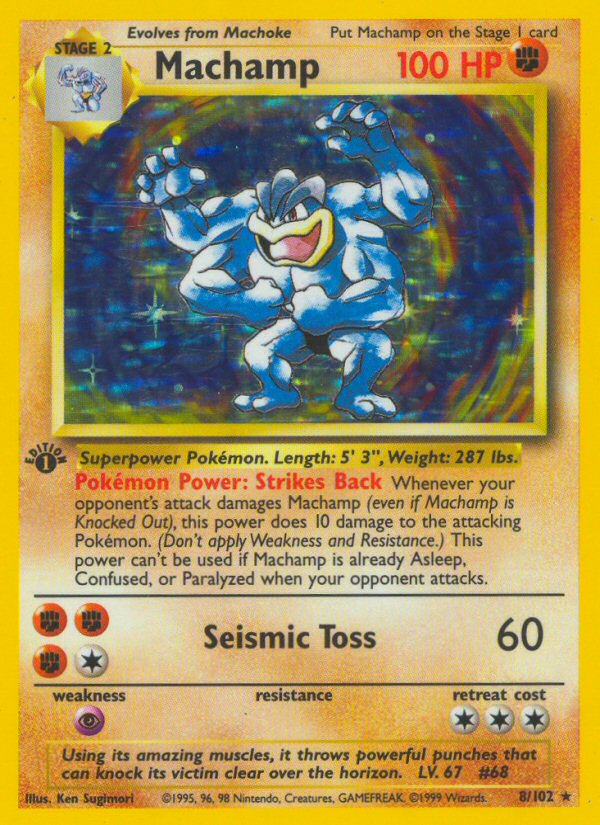 Evolves from Machoke Put Machamp on the Stage 1 card
STAGE 2
Machamp 100 HP
EDITION
1
Superpower Pokémon. Length: 5' 3", Weight: 287 lbs.
Pokémon Power: Strikes Back Whenever your
opponent's attack damages Machamp (even if Machamp is
Knocked Out), this power does 10 damage to the attacking
Pokémon. (Don't apply Weakness and Resistance.) This
power can't be used if Machamp is already Asleep,
Confused, or Paralyzed when your opponent attacks.
Seismic Toss 60
weakness resistance retreat cost
Using its amazing muscles, it throws powerful punches that
can knock its victim clear over the horizon. LV. 67 #68
Illus. Ken Sugimori ©1995, 96, 98 Nintendo, Creatures, GAMEFREAK. ©1999 Wizards. 8/102 ★